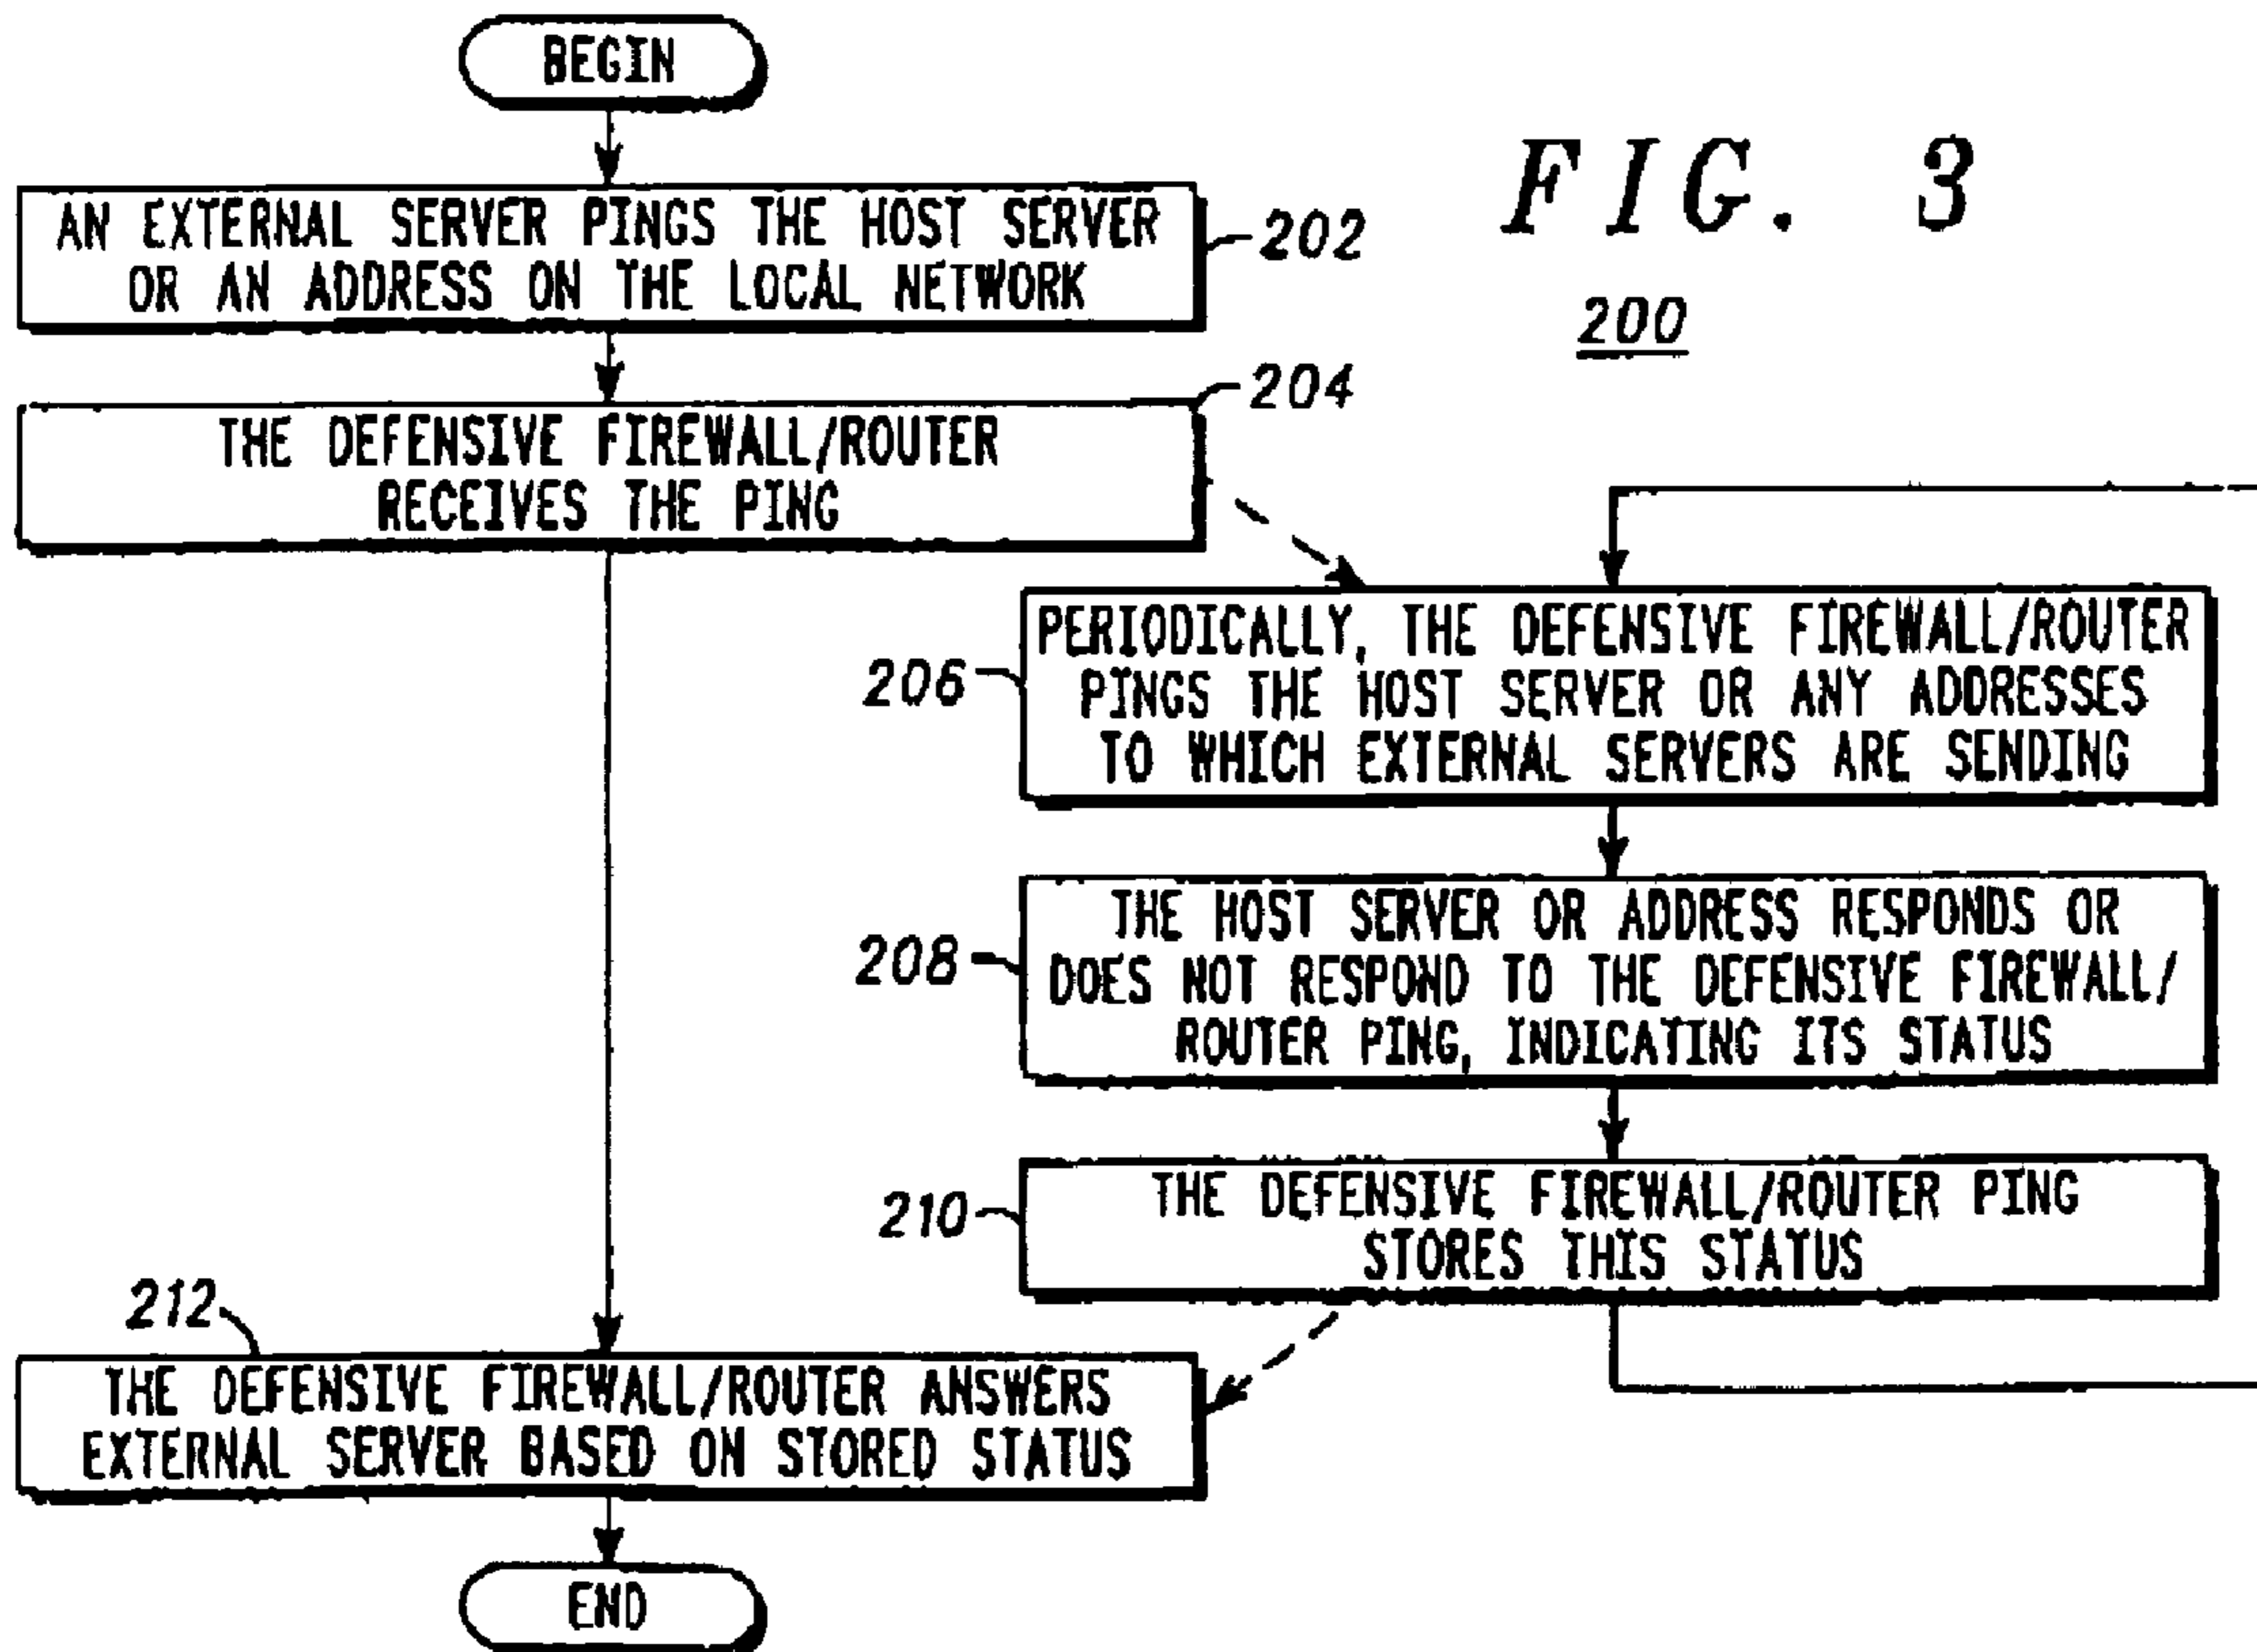 BEGIN
FIG. 3
200
AN EXTERNAL SERVER PINGS THE HOST SERVER
OR AN ADDRESS ON THE LOCAL NETWORK
202
204
THE DEFENSIVE FIREWALL/ROUTER
RECEIVES THE PING
206
PERIODICALLY, THE DEFENSIVE FIREWALL/ROUTER
PINGS THE HOST SERVER OR ANY ADDRESSES
TO WHICH EXTERNAL SERVERS ARE SENDING
208
THE HOST SERVER OR ADDRESS RESPONDS OR
DOES NOT RESPOND TO THE DEFENSIVE FIREWALL/
ROUTER PING, INDICATING ITS STATUS
210
THE DEFENSIVE FIREWALL/ROUTER PING
STORES THIS STATUS
212
THE DEFENSIVE FIREWALL/ROUTER ANSWERS
EXTERNAL SERVER BASED ON STORED STATUS
END